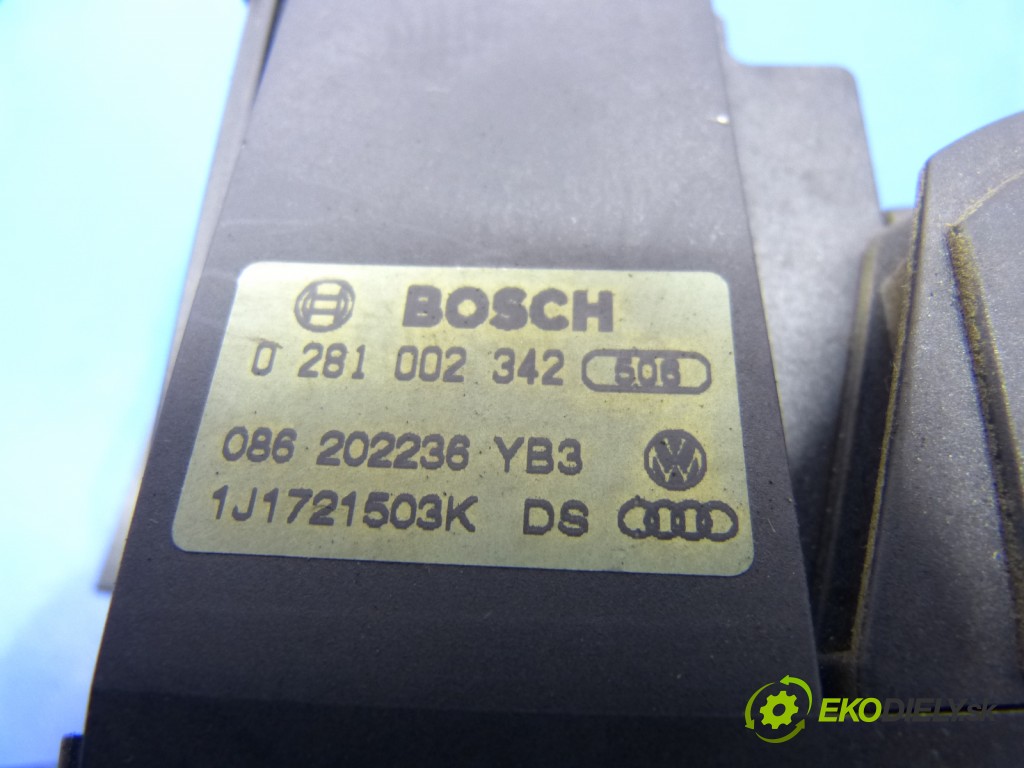 BOSCH
0 281 002 342 506
086 202236 YB3
1J1721503K DS
EKODIELY.SK